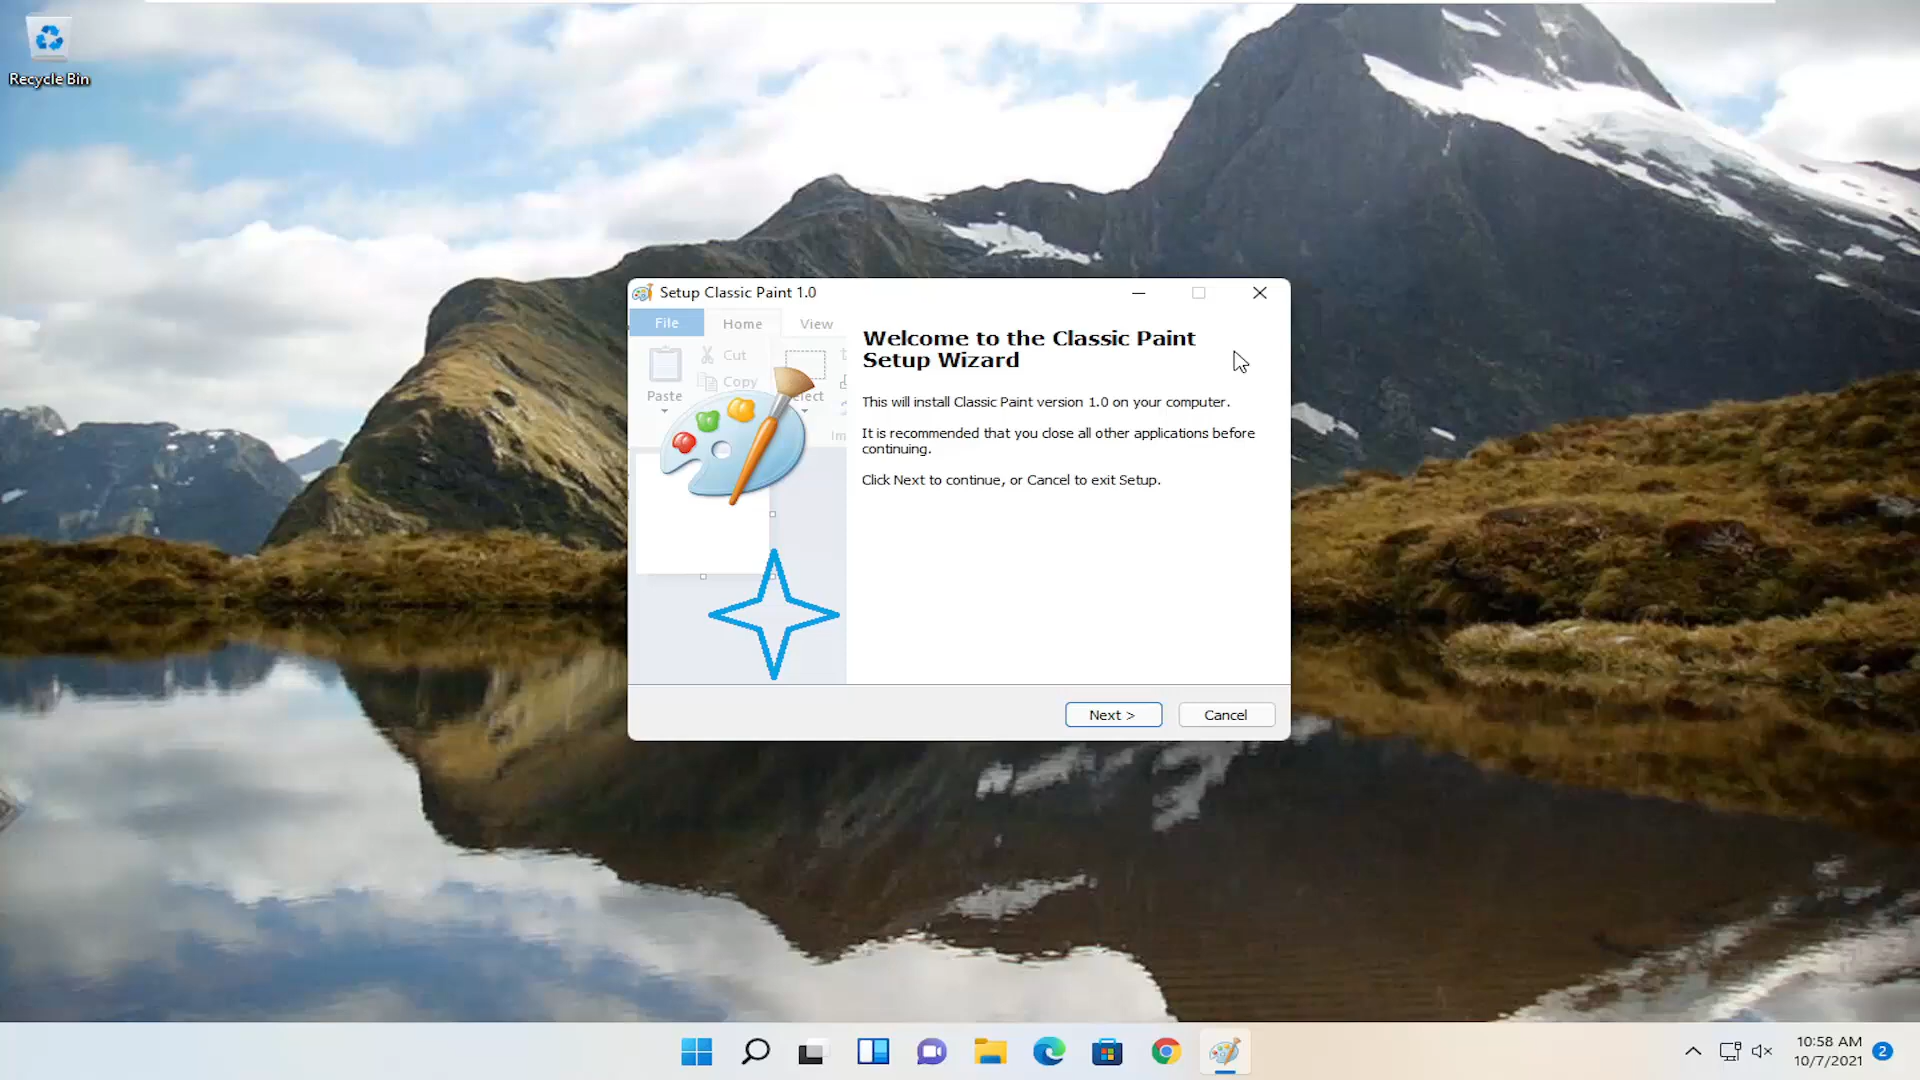 Recycle Bin
Setup Classic Paint 1.0
File Home View
Cut
Copy
Paste
elect
Im
Welcome to the Classic Paint
Setup Wizard
This will install Classic Paint version 1.0 on your computer.
It is recommended that you close all other applications before
continuing.
Click Next to continue, or Cancel to exit Setup.
Next >
Cancel
10:58 AM
10/7/2021
2